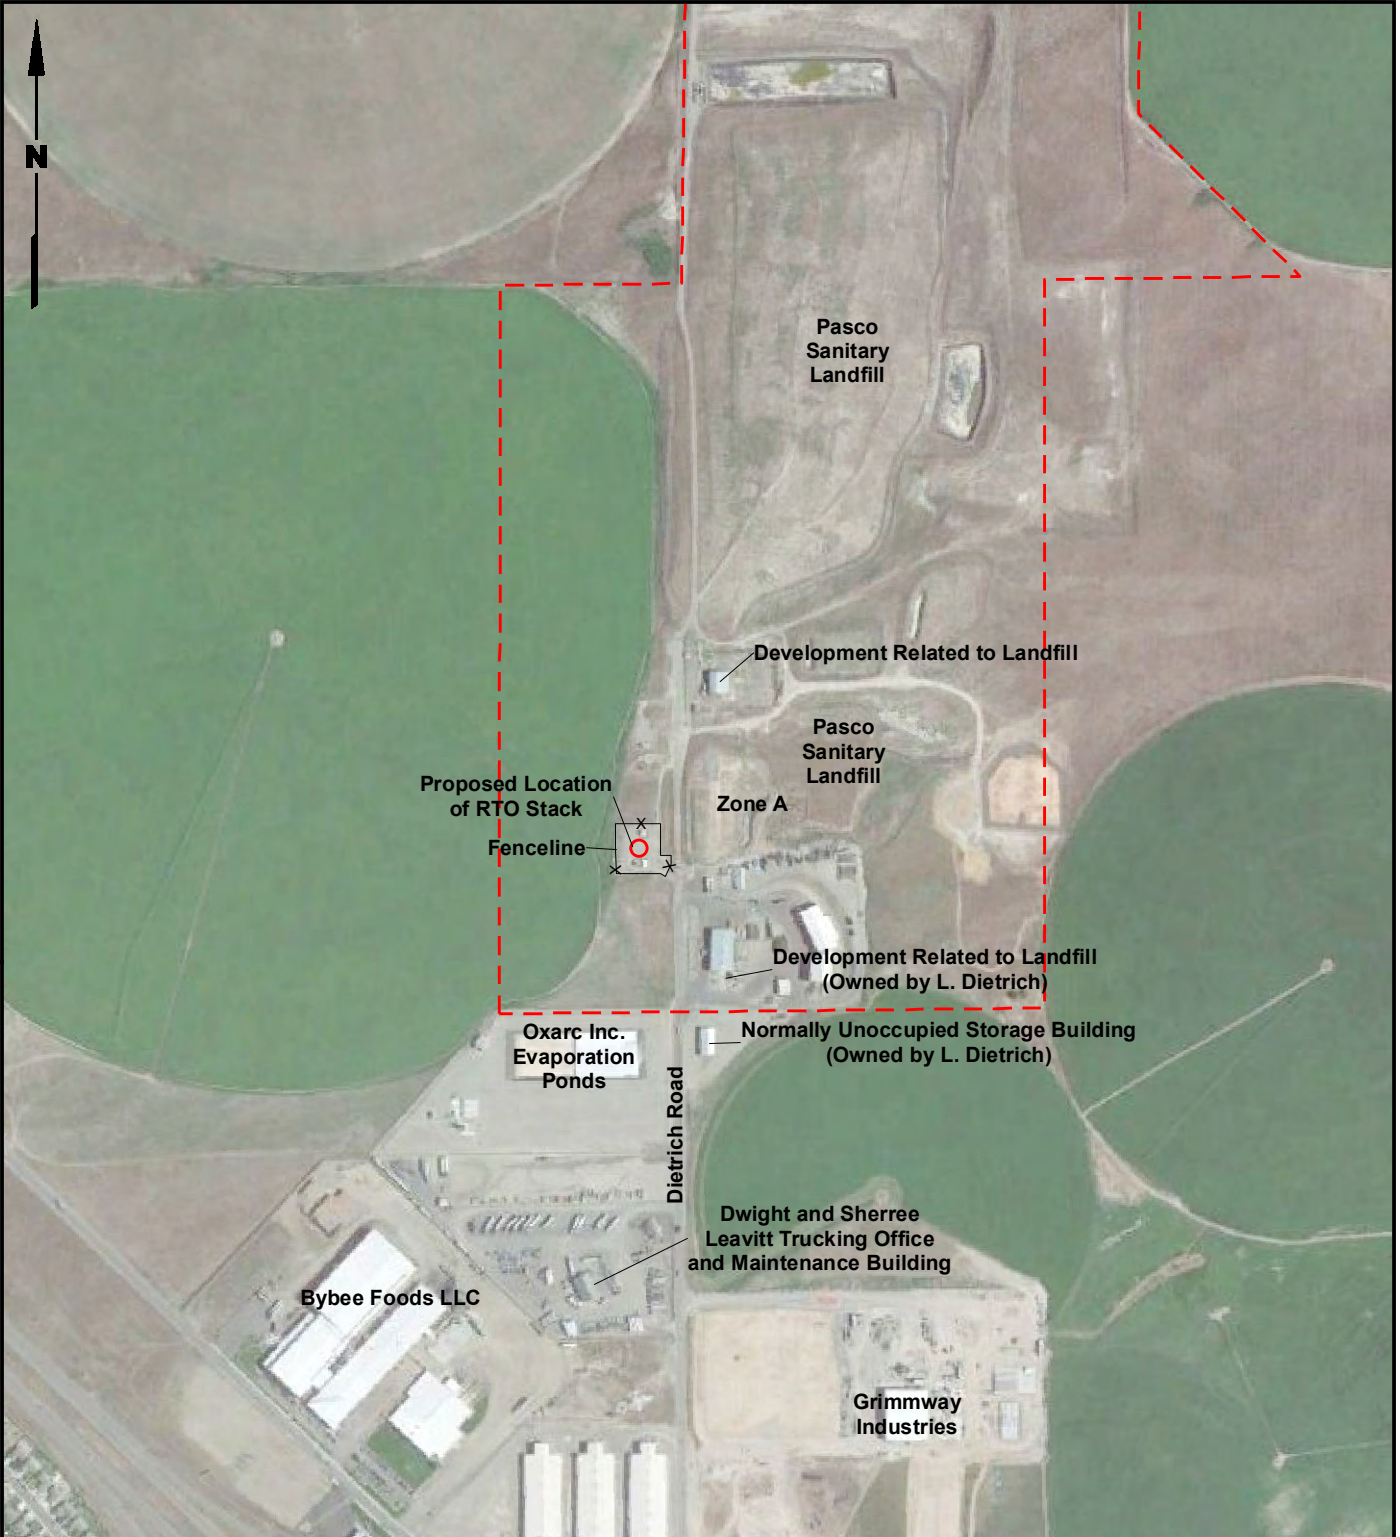 N
Pasco
Sanitary
Landfill
Development Related to Landfill
Pasco
Sanitary
Landfill
Proposed Location
of RTO Stack
Zone A
X
Fenceline
X
X
Development Related to Landfill
(Owned by L. Dietrich)
Oxarc Inc.
Evaporation
Ponds
Normally Unoccupied Storage Building
(Owned by L. Dietrich)
Dietrich Road
Dwight and Sherree
Leavitt Trucking Office
and Maintenance Building
Bybee Foods LLC
Grimmway
Industries